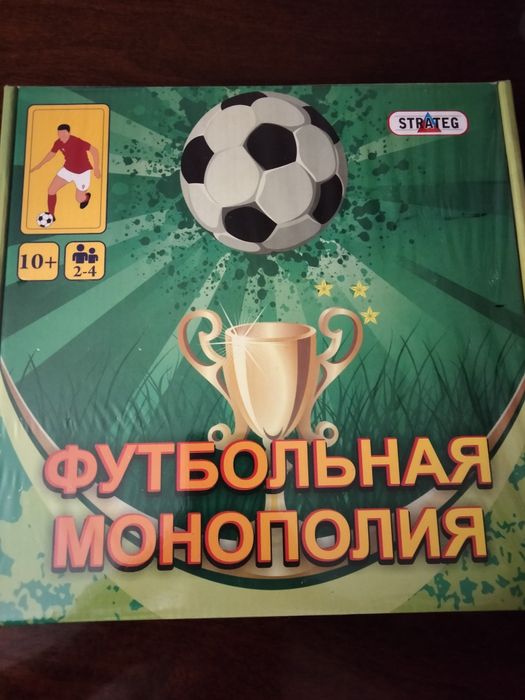 STRATEG
10+
2-4
ФУТБОЛЬНАЯ
МОНОПОЛИЯ